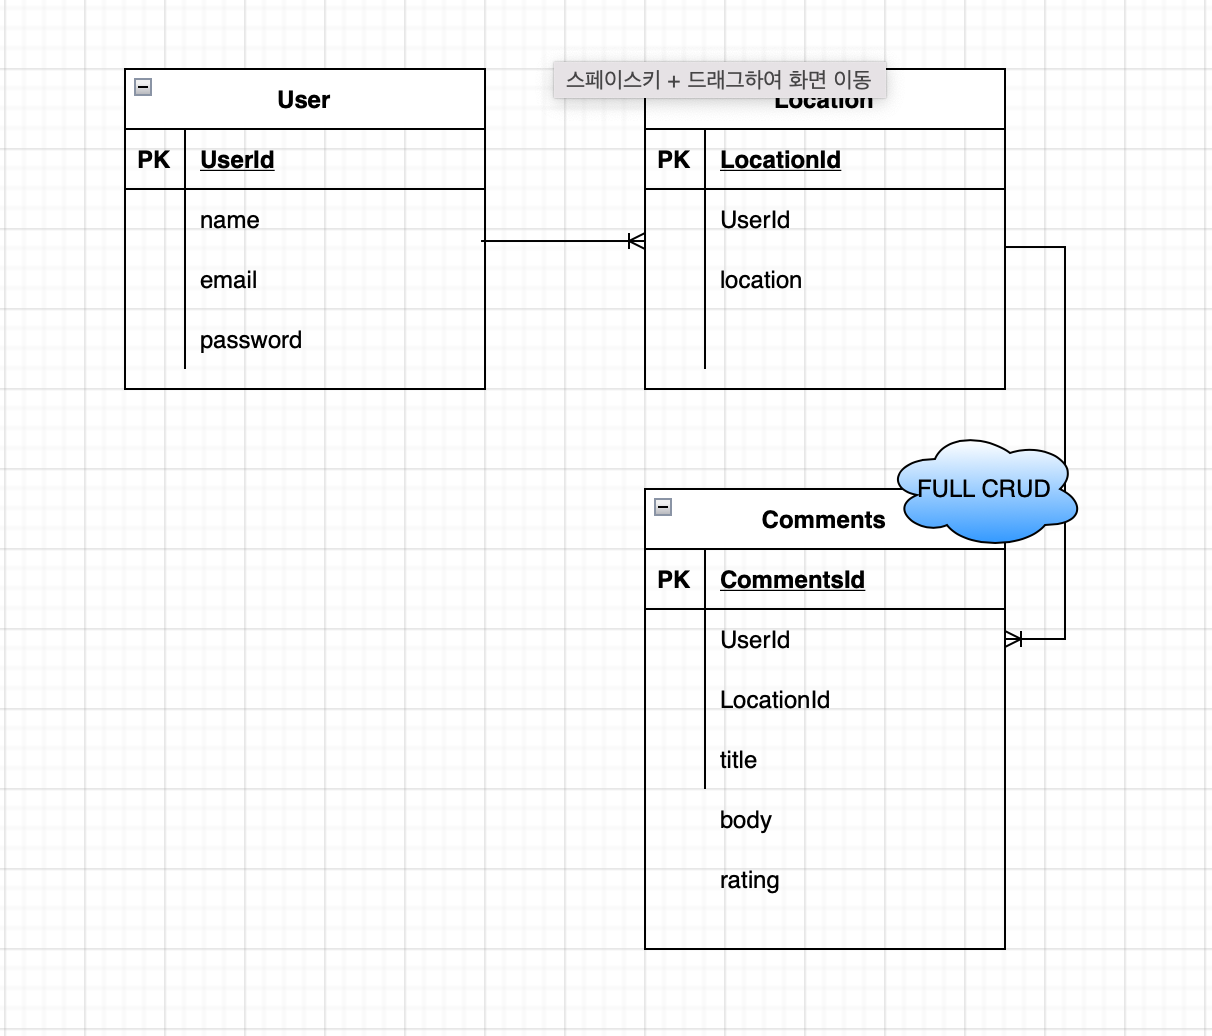 스페이스키 + 드래그하여 화면 이동
User
PK UserId
name
email
password
Location
PK LocationId
UserId
location
FULL CRUD
Comments
PK CommentsId
UserId
LocationId
title
body
rating